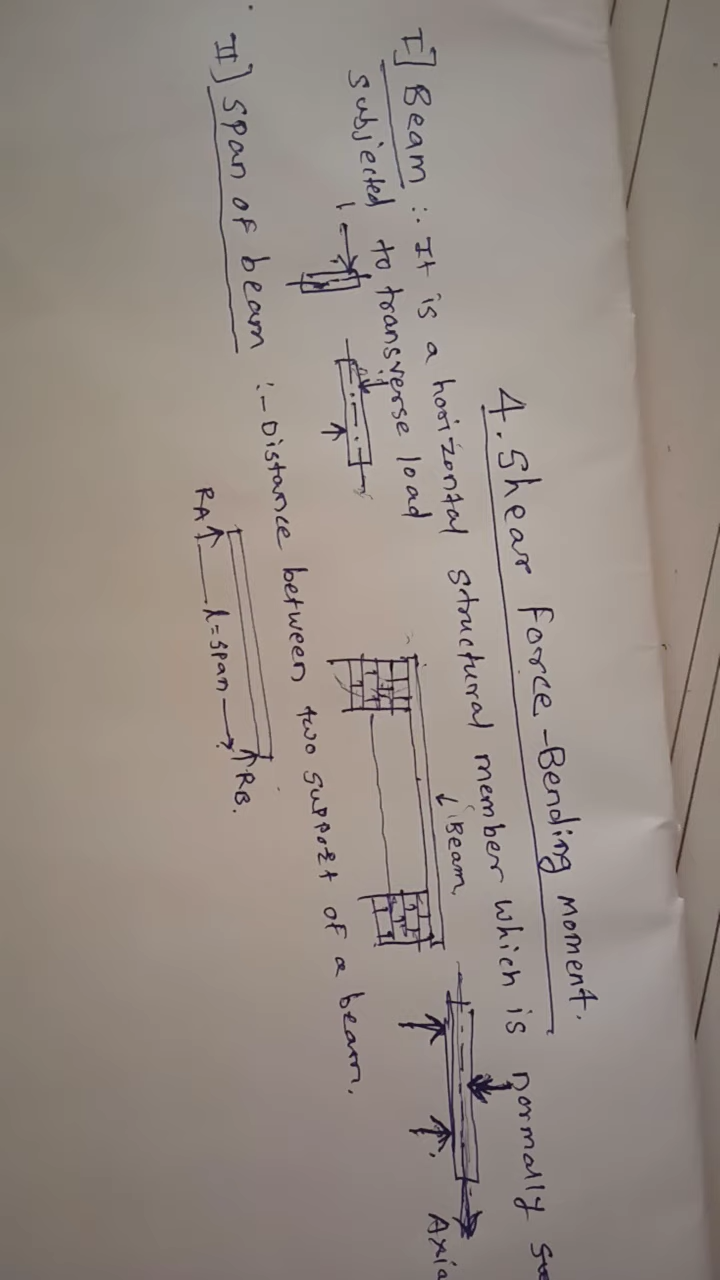 4. Shear force - Bending moment.
I] Beam :- It is a horizontal structural member which is normally
subjected to transverse load
Beam.
II] span of beam :- Distance between two support of a beam.
RA
l = span
RB.